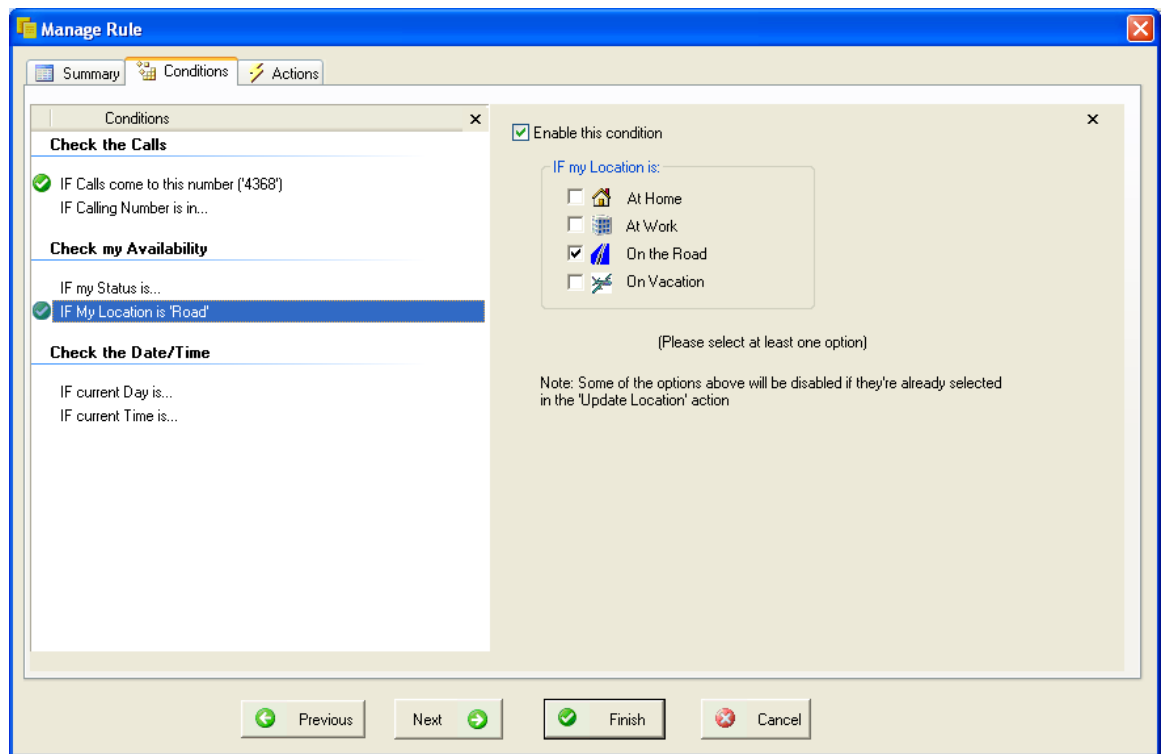 Manage Rule
Summary
Conditions
Actions
Conditions
Check the Calls
IF Calls come to this number ('4368')
IF Calling Number is in...
Check my Availability
IF my Status is...
IF My Location is 'Road'
Check the Date/Time
IF current Day is...
IF current Time is...
Enable this condition
IF my Location is:
At Home
At Work
On the Road
On Vacation
(Please select at least one option)
Note: Some of the options above will be disabled if they're already selected
in the 'Update Location' action
Previous
Next
Finish
Cancel